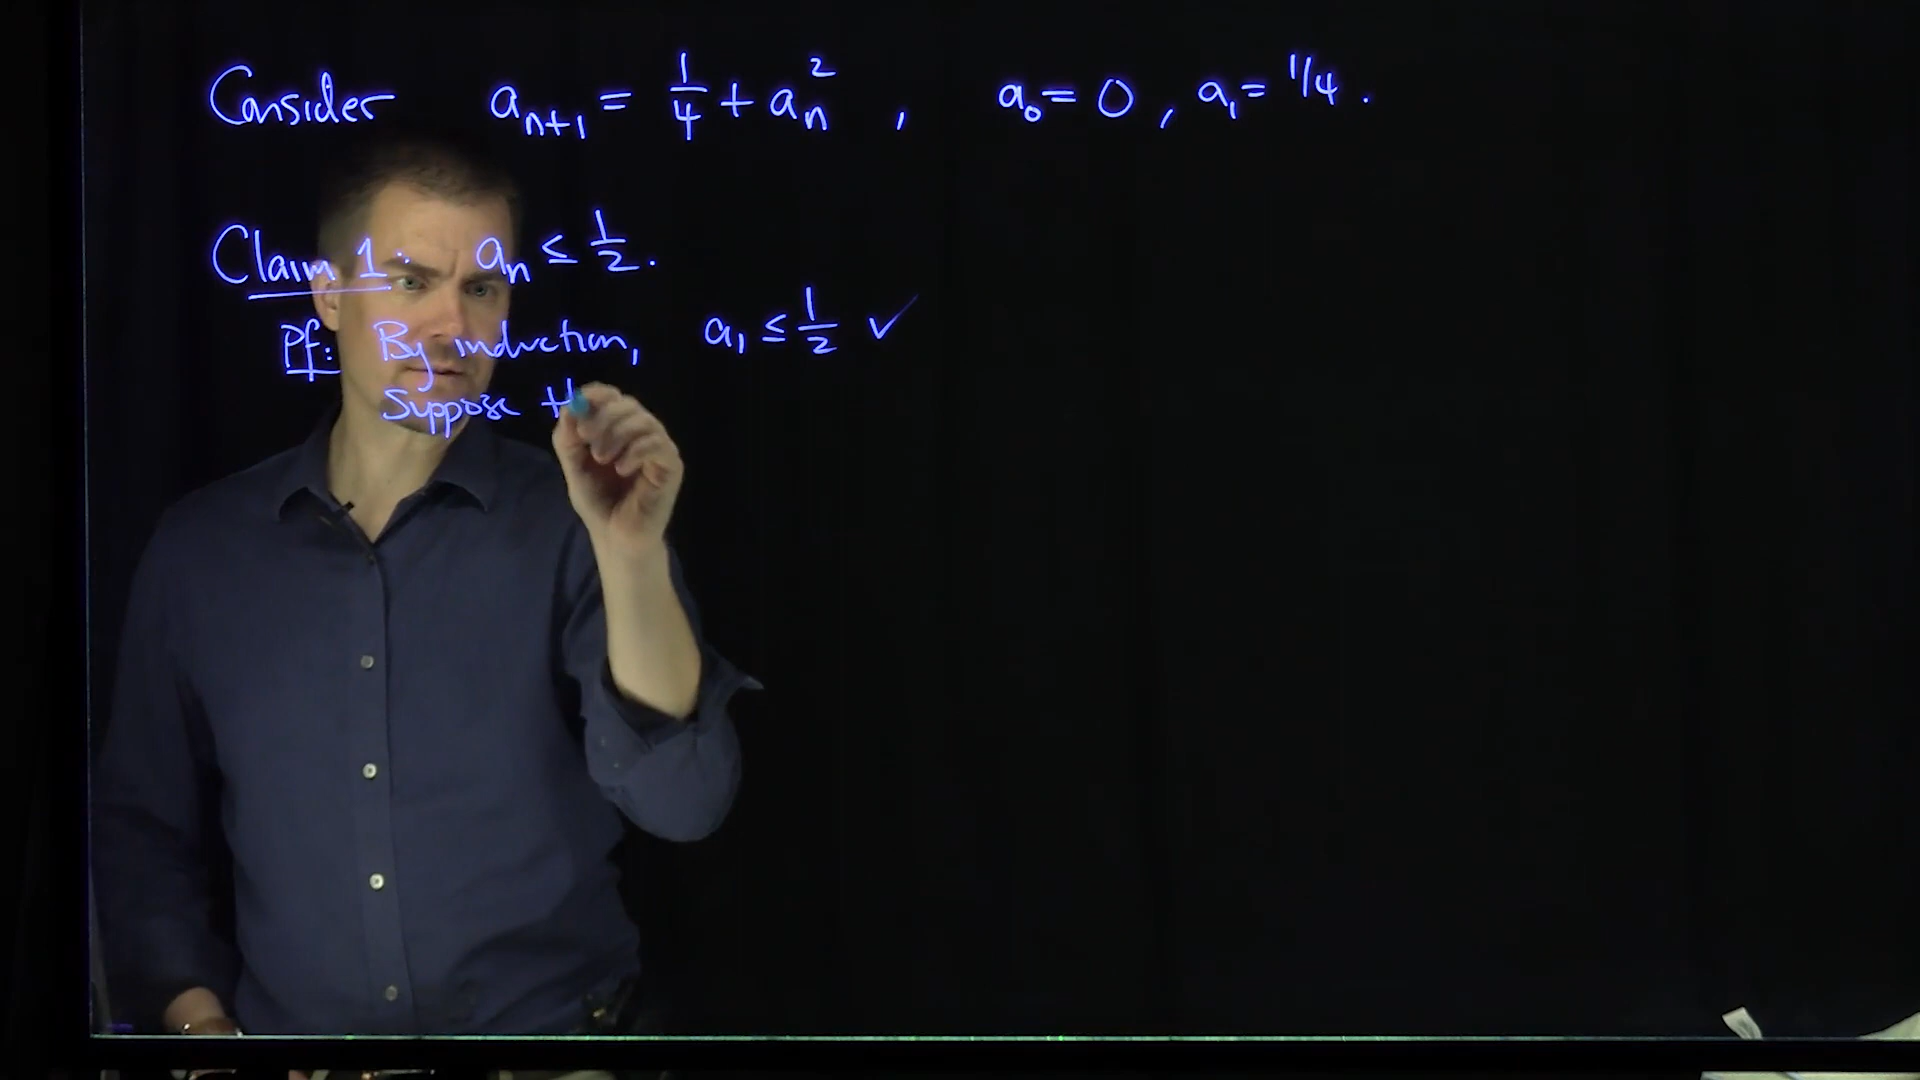 Consider a_{n+1} = 1/4 + a_n^2 , a_0 = 0 , a_1 = 1/4 .
Claim 1: a_n ≤ 1/2 .
Pf: By induction, a_1 ≤ 1/2 ✓
Suppose